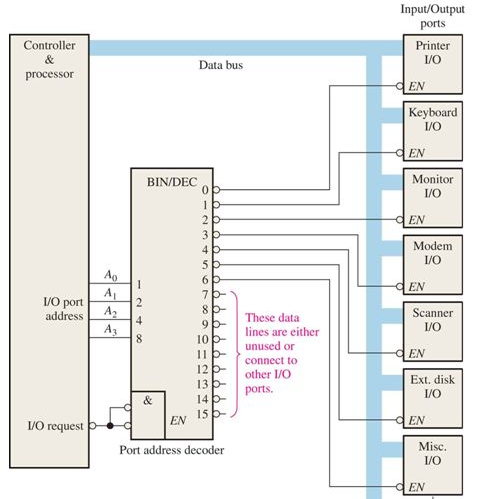 Input/Output
ports
Controller
&
processor
Data bus
Printer
I/O
EN
Keyboard
I/O
EN
Monitor
I/O
EN
Modem
I/O
EN
Scanner
I/O
EN
Ext. disk
I/O
EN
Misc.
I/O
EN
BIN/DEC
0
1
2
3
4
5
6
7
8
9
10
11
12
13
14
15
I/O port
address
A0
A1
A2
A3
1
2
4
8
These data
lines are either
unused or
connect to
other I/O
ports.
&
EN
I/O request
Port address decoder